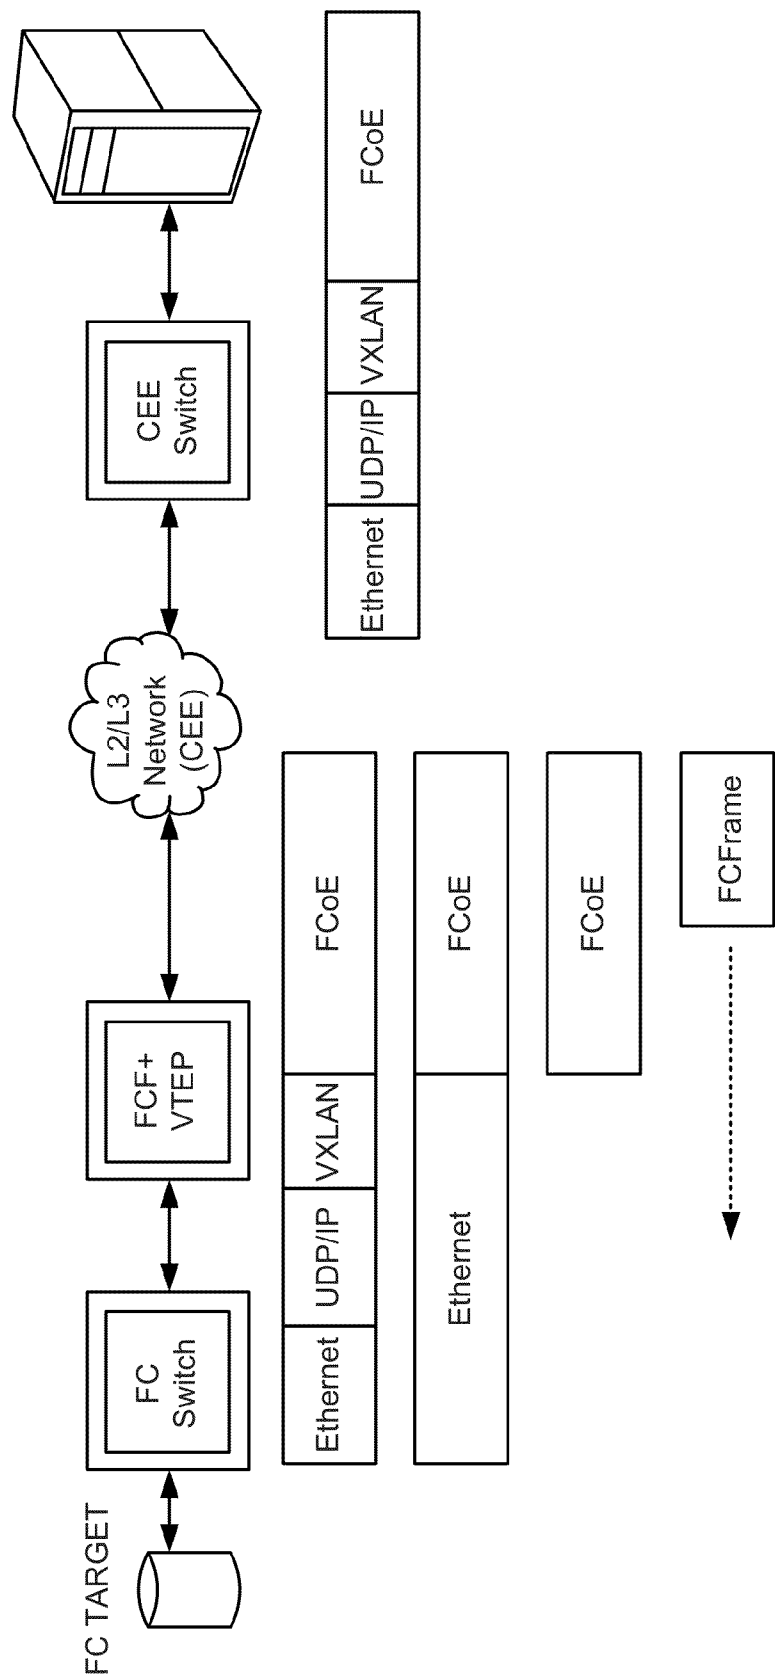 FC TARGET
FC
Switch
FCF+
VTEP
L2/L3
Network
(CEE)
CEE
Switch
Ethernet
UDP/IP
VXLAN
FCoE
Ethernet
UDP/IP
VXLAN
FCoE
Ethernet
FCoE
FCoE
FCFrame